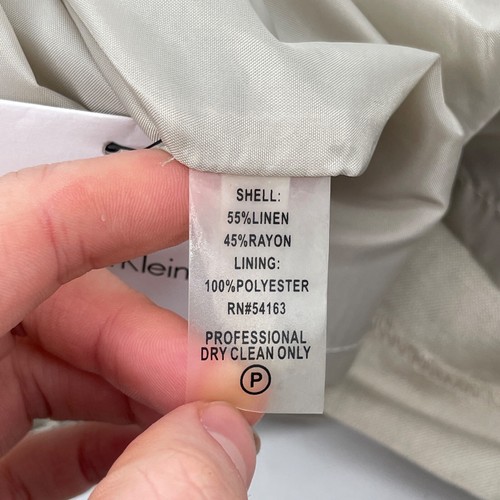 SHELL:
55%LINEN
45%RAYON
LINING:
100%POLYESTER
RN#54163
PROFESSIONAL
DRY CLEAN ONLY
P
Klein